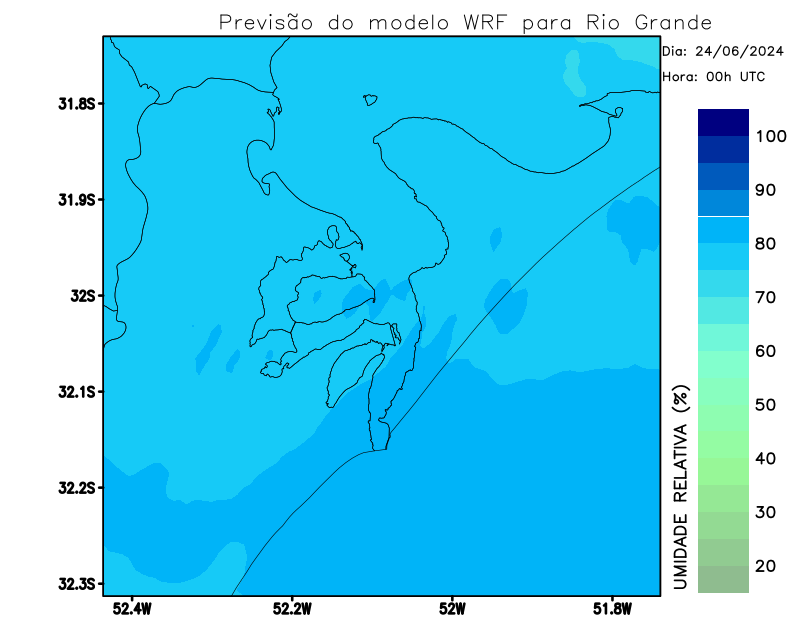 Previsão do modelo WRF para Rio Grande
Dia: 24/06/2024
Hora: 00h UTC
31.8S
31.9S
32S
32.1S
32.2S
32.3S
52.4W
52.2W
52W
51.8W
100
90
80
70
60
50
40
30
20
UMIDADE RELATIVA (%)